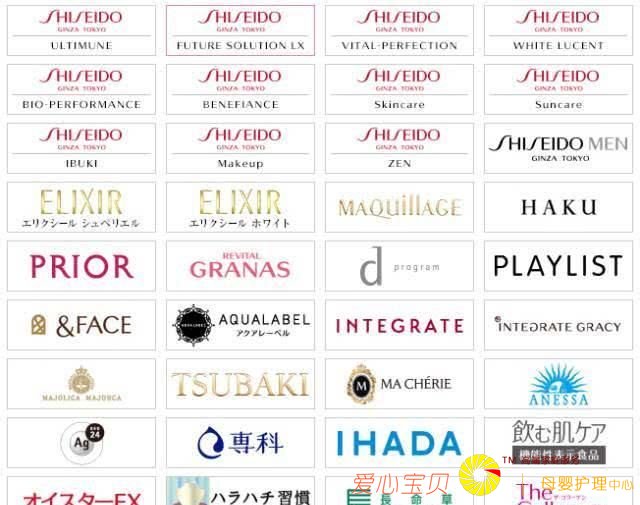 SHISEIDO
GINZA TOKYO
ULTIMUNE
SHISEIDO
GINZA TOKYO
FUTURE SOLUTION LX
SHISEIDO
GINZA TOKYO
VITAL-PERFECTION
SHISEIDO
GINZA TOKYO
WHITE LUCENT
SHISEIDO
GINZA TOKYO
BIO-PERFORMANCE
SHISEIDO
GINZA TOKYO
BENEFIANCE
SHISEIDO
GINZA TOKYO
Skincare
SHISEIDO
GINZA TOKYO
Suncare
SHISEIDO
GINZA TOKYO
IBUKI
SHISEIDO
GINZA TOKYO
Makeup
SHISEIDO
GINZA TOKYO
ZEN
SHISEIDO MEN
GINZA TOKYO
ELIXIR
エリクシール シュペリエル
ELIXIR
エリクシール ホワイト
MAQuillAGE
HAKU
PRIOR
REVITAL
GRANAS
d program
PLAYLIST
&FACE
AQUALABEL
アクアレーベル
INTEGRATE
INTEGRATE GRACY
MAJOLICA MAJORCA
TSUBAKI
M
MA CHÉRIE
ANESSA
Ag
24
専科
IHADA
飲む肌ケア
機能性表示食品
オイスターEX
ハラハチ習慣
長命草
The
爱心宝贝
TM
母婴护理中心